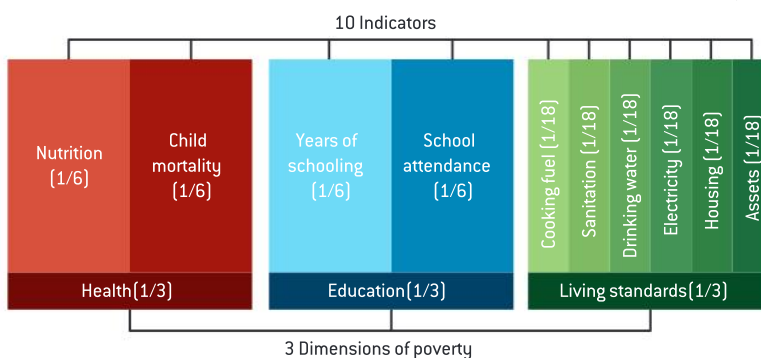 10 Indicators
Nutrition
(1/6)
Child
mortality
(1/6)
Years of
schooling
(1/6)
School
attendance
(1/6)
Cooking fuel (1/18)
Sanitation (1/18)
Drinking water (1/18)
Electricity (1/18)
Housing (1/18)
Assets (1/18)
Health(1/3)
Education(1/3)
Living standards(1/3)
3 Dimensions of poverty